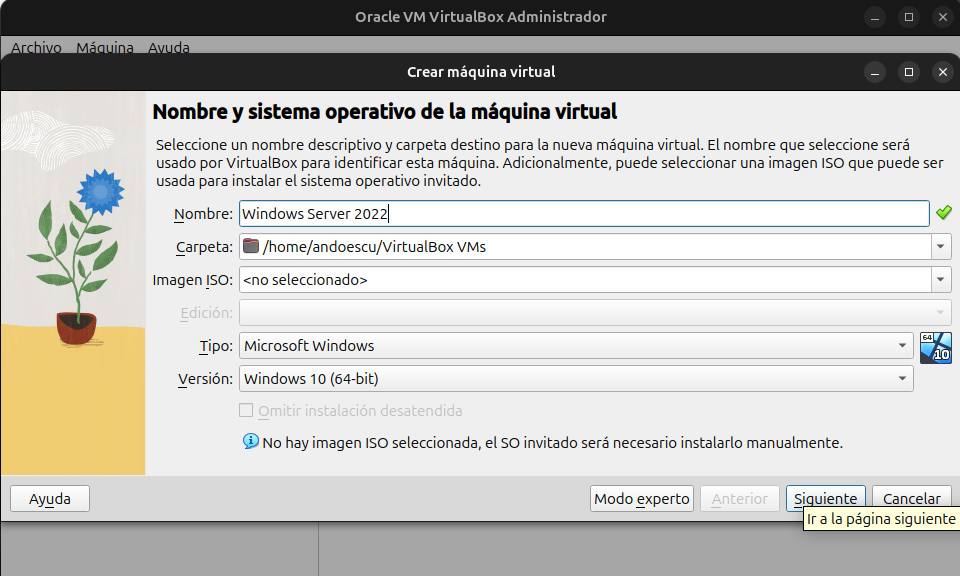 Oracle VM VirtualBox Administrador
Archivo Máquina Ayuda
Crear máquina virtual
Nombre y sistema operativo de la máquina virtual
Seleccione un nombre descriptivo y carpeta destino para la nueva máquina virtual. El nombre que seleccione será
usado por VirtualBox para identificar esta máquina. Adicionalmente, puede seleccionar una imagen ISO que puede ser
usada para instalar el sistema operativo invitado.
Nombre: Windows Server 2022
Carpeta: /home/andoescu/VirtualBox VMs
Imagen ISO: <no seleccionado>
Edición:
Tipo: Microsoft Windows
64
10
Versión: Windows 10 (64-bit)
Omitir instalación desatendida
No hay imagen ISO seleccionada, el SO invitado será necesario instalarlo manualmente.
Ayuda Modo experto Anterior Siguiente Cancelar
Ir a la página siguiente